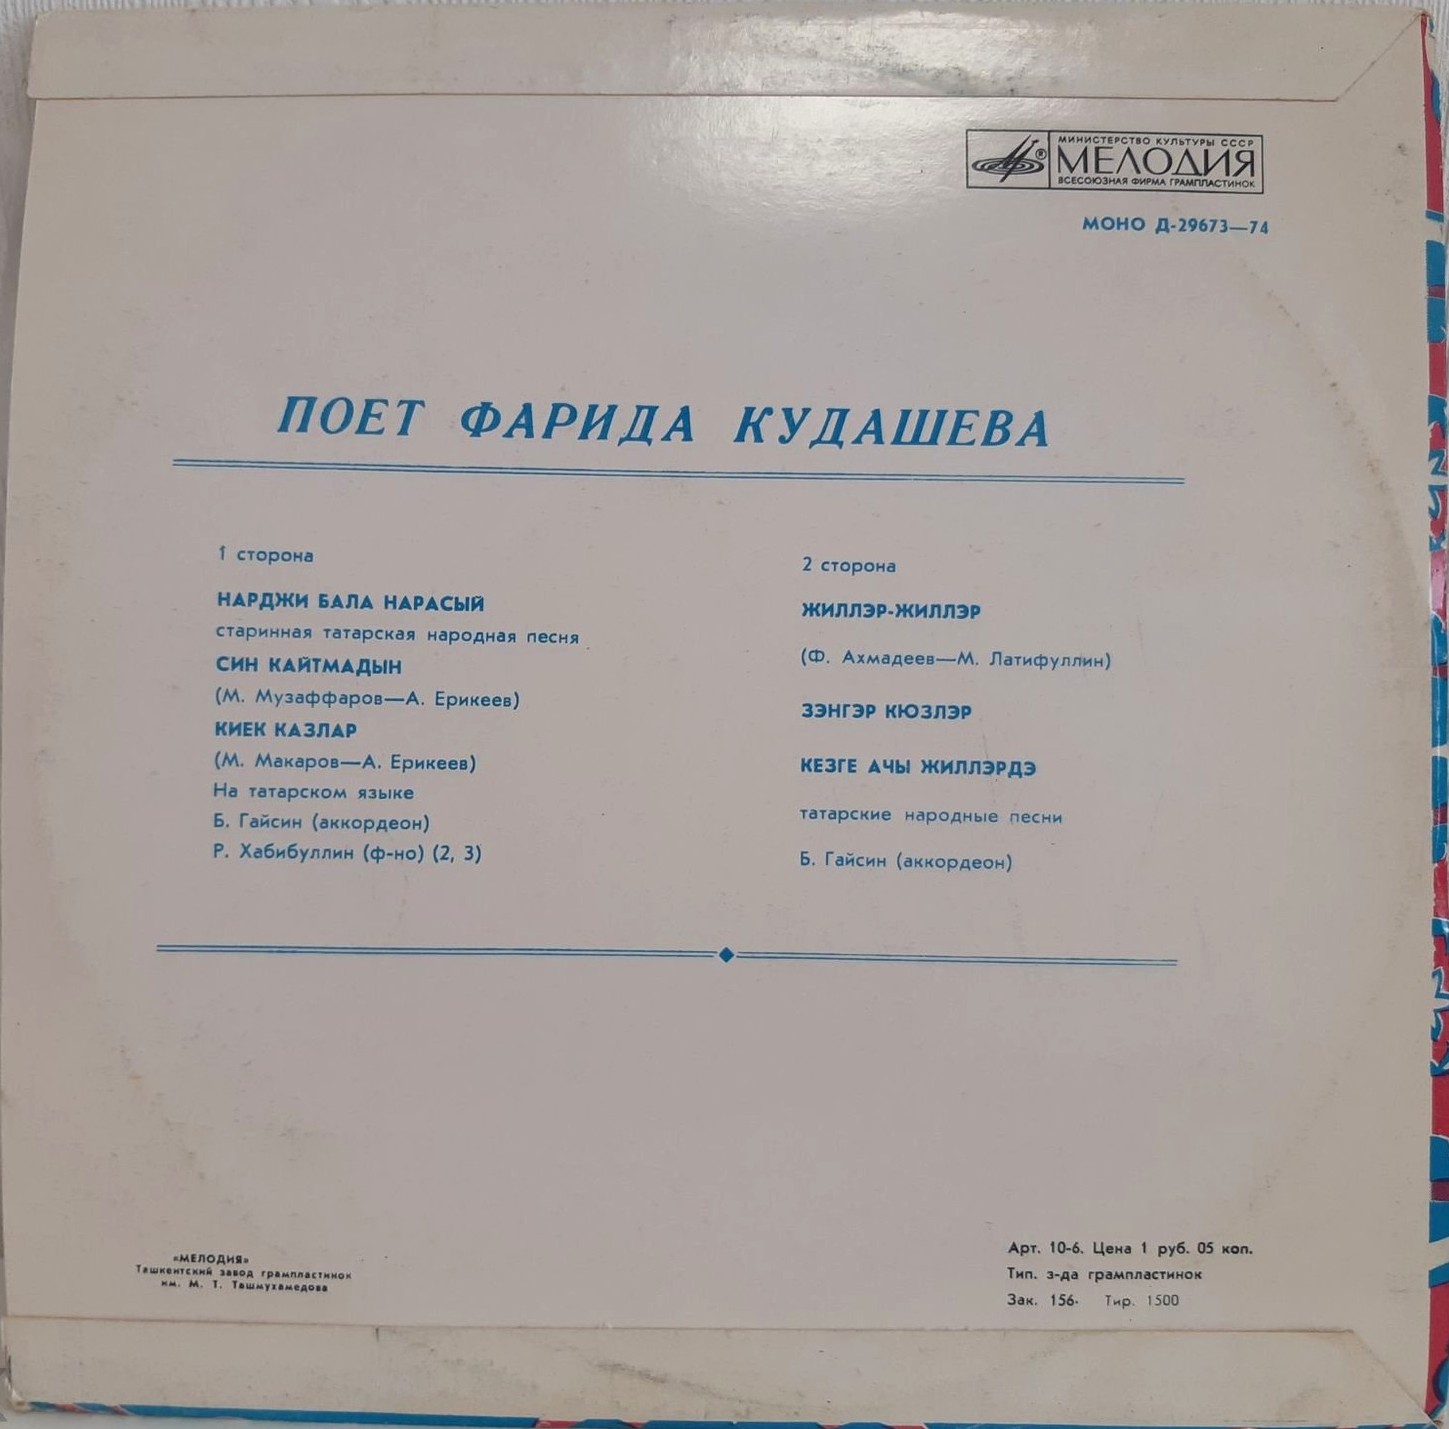 МИНИСТЕРСТВО КУЛЬТУРЫ СССР
МЕЛОДИЯ
ВСЕСОЮЗНАЯ ФИРМА ГРАМПЛАСТИНОК
МОНО Д-29673—74
ПОЕТ ФАРИДА КУДАШЕВА
1 сторона
НАРДЖИ БАЛА НАРАСЫЙ
старинная татарская народная песня
СИН КАЙТМАДЫН
(М. Музаффаров—А. Ерикеев)
КИЕК КАЗЛАР
(М. Макаров—А. Ерикеев)
На татарском языке
Б. Гайсин (аккордеон)
Р. Хабибуллин (ф-но) (2, 3)
2 сторона
ЖИЛЛЭР-ЖИЛЛЭР
(Ф. Ахмадеев—М. Латифуллин)
ЗЭНГЭР КЮЗЛЭР
КЕЗГЕ АЧЫ ЖИЛЛЭРДЭ
татарские народные песни
Б. Гайсин (аккордеон)
«МЕЛОДИЯ»
Ташкентский завод грампластинок
им. М. Т. Ташмухамедова
Арт. 10-6. Цена 1 руб. 05 коп.
Тип. з-да грампластинок
Зак. 156. Тир. 1500